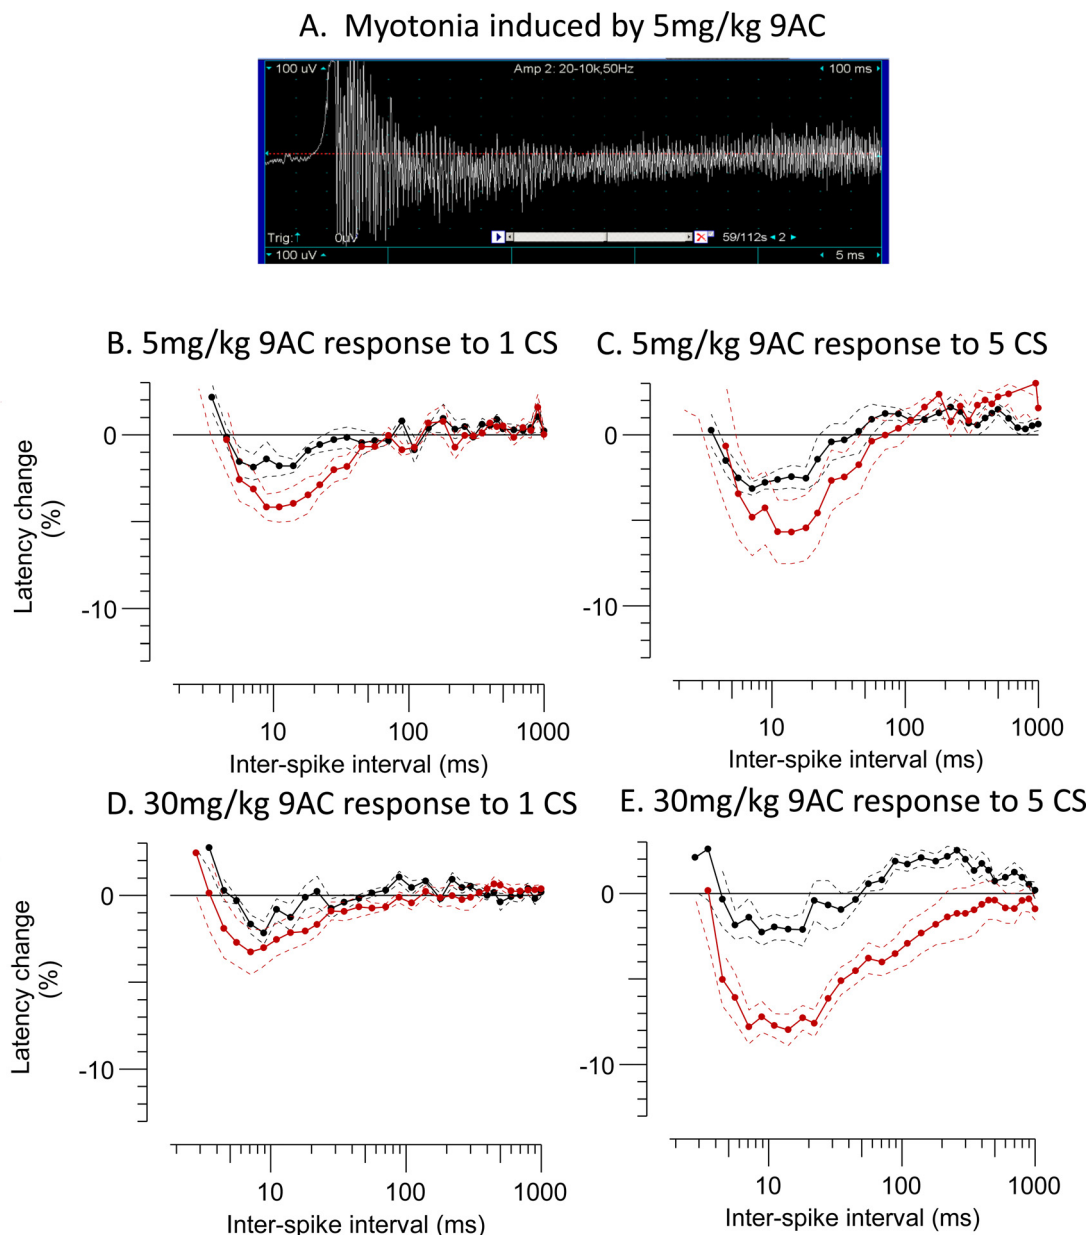 A. Myotonia induced by 5mg/kg 9AC
100 uV Amp 2: 20-10k,50Hz 100 ms
Trig: 0uV 59/112s 2
100 uV 5 ms
B. 5mg/kg 9AC response to 1 CS
0
-10
Latency change
(%)
10 100 1000
Inter-spike interval (ms)
C. 5mg/kg 9AC response to 5 CS
0
-10
10 100 1000
Inter-spike interval (ms)
D. 30mg/kg 9AC response to 1 CS
0
-10
Latency change
(%)
10 100 1000
Inter-spike interval (ms)
E. 30mg/kg 9AC response to 5 CS
0
-10
10 100 1000
Inter-spike interval (ms)